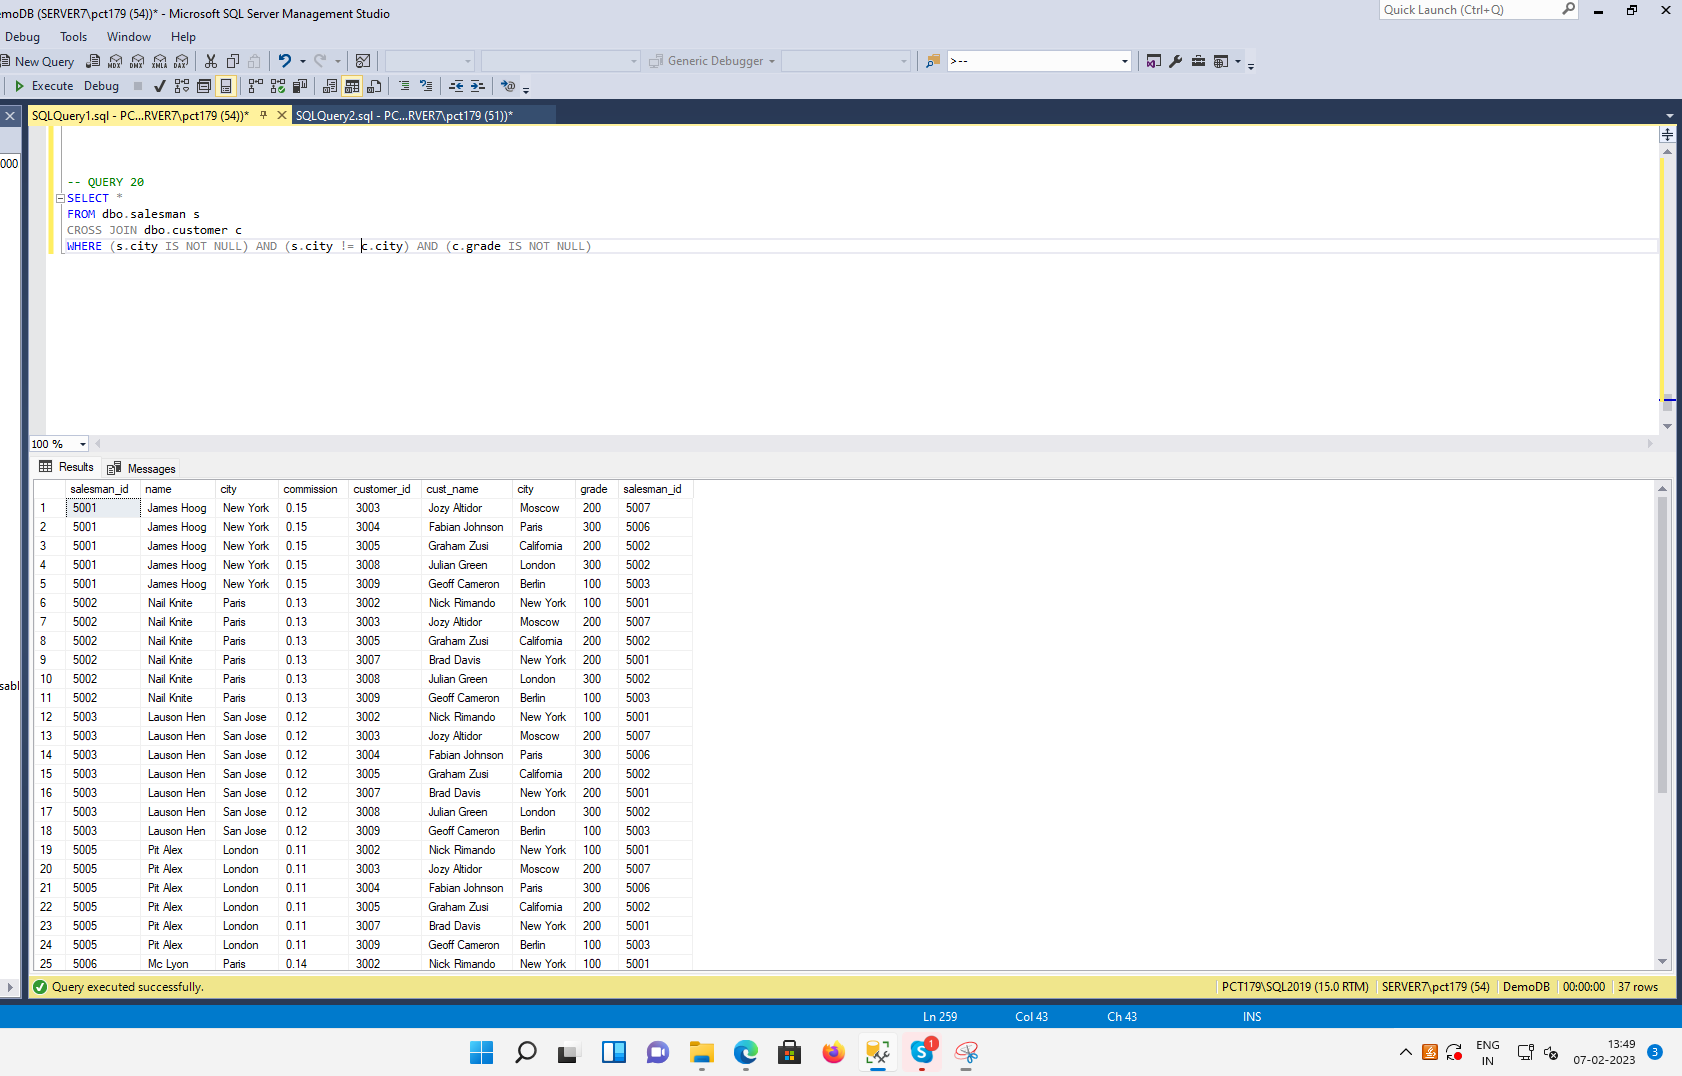 emoDB (SERVER7\pct179 (54))* - Microsoft SQL Server Management Studio
Quick Launch (Ctrl+Q)
Debug Tools Window Help
New Query MDX DMX XMLA DAX Generic Debugger >--
Execute Debug
SQLQuery1.sql - PC...RVER7\pct179 (54))* SQLQuery2.sql - PC...RVER7\pct179 (51))*
000
-- QUERY 20
SELECT *
FROM dbo.salesman s
CROSS JOIN dbo.customer c
WHERE (s.city IS NOT NULL) AND (s.city != c.city) AND (c.grade IS NOT NULL)
100 %
Results Messages
salesman_id name city commission customer_id cust_name city grade salesman_id
1 5001 James Hoog New York 0.15 3003 Jozy Altidor Moscow 200 5007
2 5001 James Hoog New York 0.15 3004 Fabian Johnson Paris 300 5006
3 5001 James Hoog New York 0.15 3005 Graham Zusi California 200 5002
4 5001 James Hoog New York 0.15 3008 Julian Green London 300 5002
5 5001 James Hoog New York 0.15 3009 Geoff Cameron Berlin 100 5003
6 5002 Nail Knite Paris 0.13 3002 Nick Rimando New York 100 5001
7 5002 Nail Knite Paris 0.13 3003 Jozy Altidor Moscow 200 5007
8 5002 Nail Knite Paris 0.13 3005 Graham Zusi California 200 5002
9 5002 Nail Knite Paris 0.13 3007 Brad Davis New York 200 5001
sabl
10 5002 Nail Knite Paris 0.13 3008 Julian Green London 300 5002
11 5002 Nail Knite Paris 0.13 3009 Geoff Cameron Berlin 100 5003
12 5003 Lauson Hen San Jose 0.12 3002 Nick Rimando New York 100 5001
13 5003 Lauson Hen San Jose 0.12 3003 Jozy Altidor Moscow 200 5007
14 5003 Lauson Hen San Jose 0.12 3004 Fabian Johnson Paris 300 5006
15 5003 Lauson Hen San Jose 0.12 3005 Graham Zusi California 200 5002
16 5003 Lauson Hen San Jose 0.12 3007 Brad Davis New York 200 5001
17 5003 Lauson Hen San Jose 0.12 3008 Julian Green London 300 5002
18 5003 Lauson Hen San Jose 0.12 3009 Geoff Cameron Berlin 100 5003
19 5005 Pit Alex London 0.11 3002 Nick Rimando New York 100 5001
20 5005 Pit Alex London 0.11 3003 Jozy Altidor Moscow 200 5007
21 5005 Pit Alex London 0.11 3004 Fabian Johnson Paris 300 5006
22 5005 Pit Alex London 0.11 3005 Graham Zusi California 200 5002
23 5005 Pit Alex London 0.11 3007 Brad Davis New York 200 5001
24 5005 Pit Alex London 0.11 3009 Geoff Cameron Berlin 100 5003
25 5006 Mc Lyon Paris 0.14 3002 Nick Rimando New York 100 5001
Query executed successfully. PCT179\SQL2019 (15.0 RTM) SERVER7\pct179 (54) DemoDB 00:00:00 37 rows
Ln 259 Col 43 Ch 43 INS
S 1
ENG
IN
13:49
07-02-2023
3